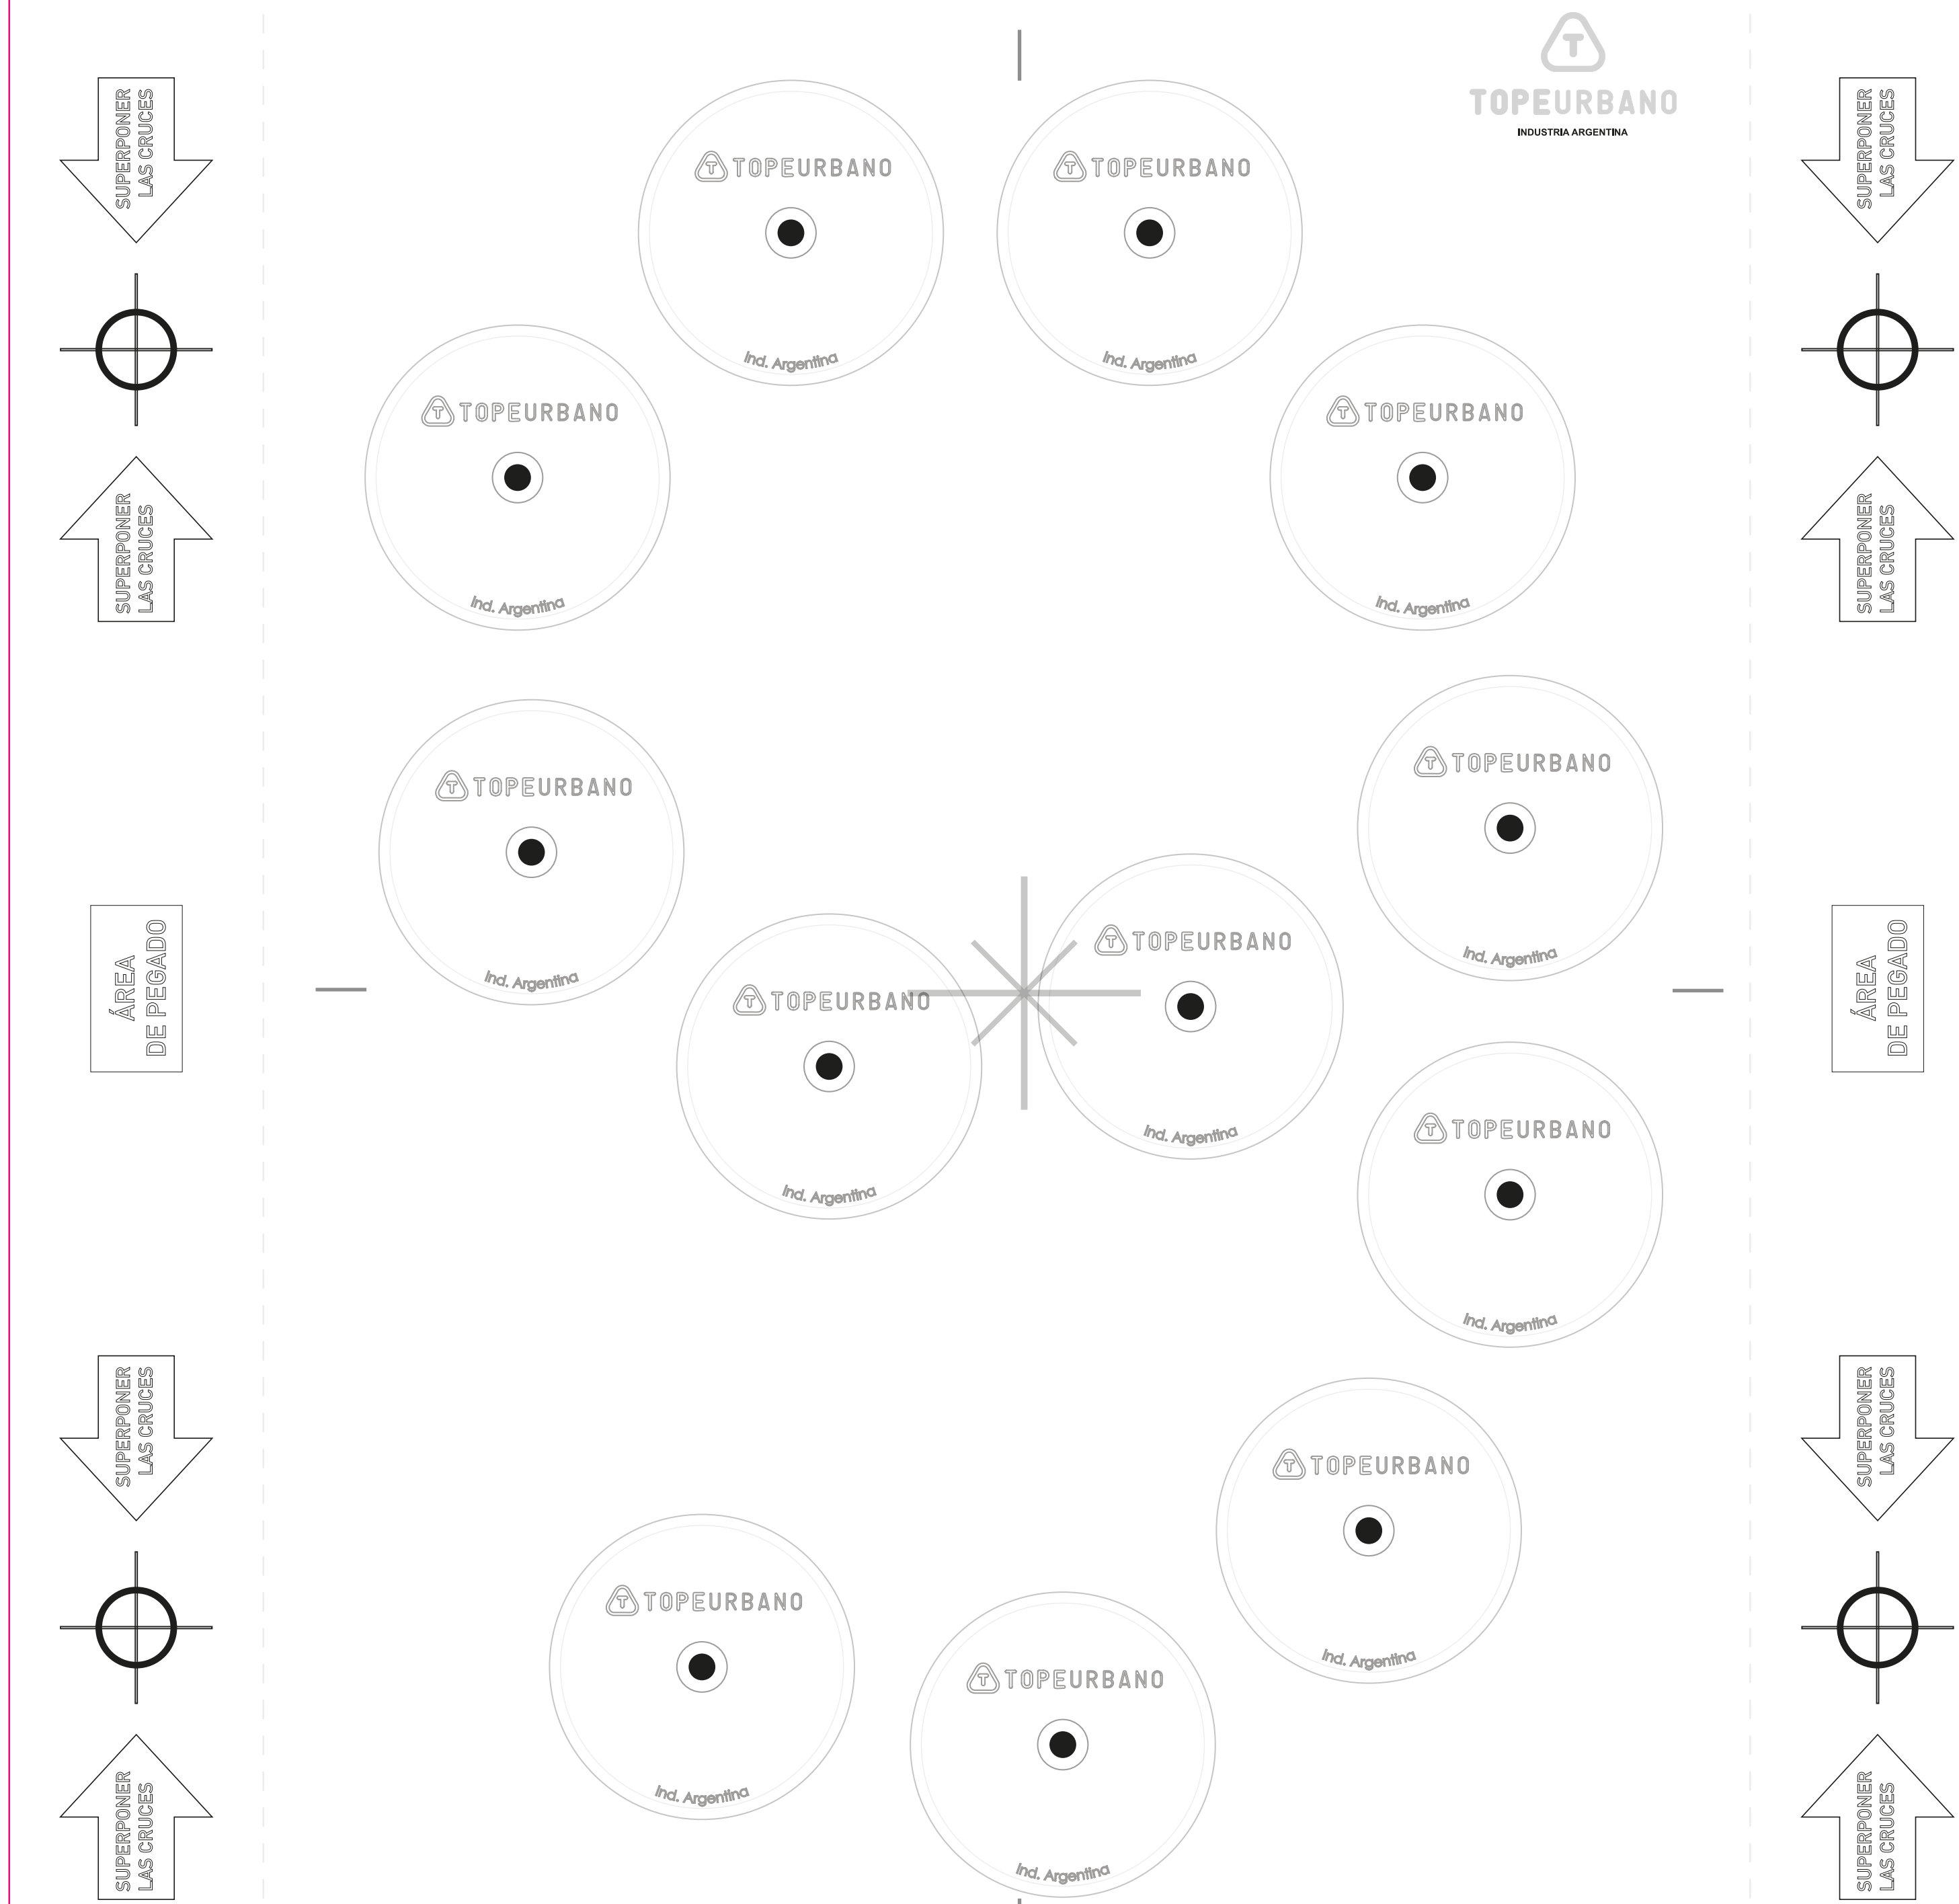 SUPERPONER
LAS CRUCES
TOPEURBANO
INDUSTRIA ARGENTINA
SUPERPONER
LAS CRUCES
TOPEURBANO
Ind. Argentina
TOPEURBANO
Ind. Argentina
TOPEURBANO
Ind. Argentina
TOPEURBANO
Ind. Argentina
SUPERPONER
LAS CRUCES
SUPERPONER
LAS CRUCES
TOPEURBANO
Ind. Argentina
TOPEURBANO
Ind. Argentina
ÁREA
DE PEGADO
TOPEURBANO
Ind. Argentina
TOPEURBANO
Ind. Argentina
ÁREA
DE PEGADO
TOPEURBANO
Ind. Argentina
SUPERPONER
LAS CRUCES
TOPEURBANO
Ind. Argentina
SUPERPONER
LAS CRUCES
TOPEURBANO
Ind. Argentina
TOPEURBANO
Ind. Argentina
SUPERPONER
LAS CRUCES
SUPERPONER
LAS CRUCES